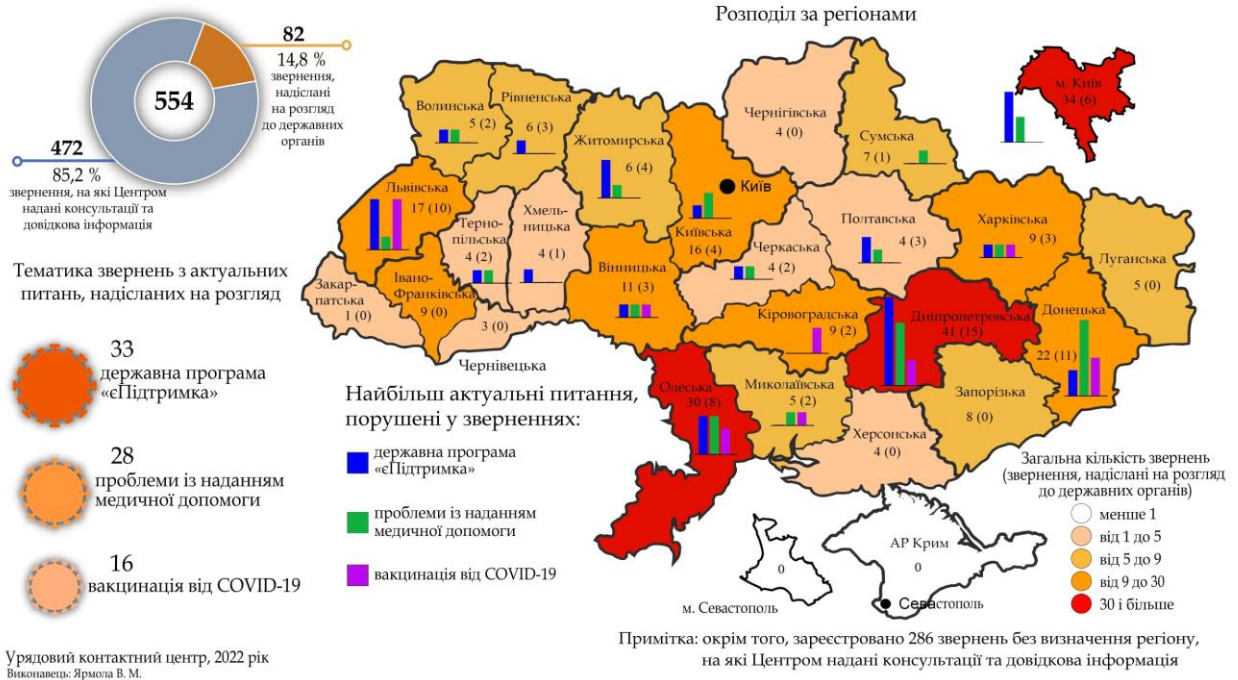 Розподіл за регіонами
554
82
14,8 %
звернення,
надіслані
на розгляд
до державних
органів
472
85,2 %
звернення, на які Центром
надані консультації та
довідкова інформація
Тематика звернень з актуальних
питань, надісланих на розгляд
33
державна програма
«єПідтримка»
28
проблеми із наданням
медичної допомоги
16
вакцинація від COVID-19
Волинська
5 (2)
Рівненська
6 (3)
Житомирська
6 (4)
Чернігівська
4 (0)
Сумська
7 (1)
м. Київ
34 (6)
Львівська
17 (10)
Терно-
пільська
4 (2)
Хмель-
ницька
4 (1)
Київ
Київська
16 (4)
Полтавська
4 (3)
Харківська
9 (3)
Луганська
5 (0)
Закар-
патська
1 (0)
Івано-
Франківська
9 (0)
3 (0)
Чернівецька
Вінницька
11 (3)
Черкаська
4 (2)
Кіровоградська
9 (2)
Дніпропетровська
41 (15)
Донецька
22 (11)
Одеська
30 (8)
Миколаївська
5 (2)
Херсонська
4 (0)
Запорізька
8 (0)
Найбільш актуальні питання,
порушені у зверненнях:
державна програма
«єПідтримка»
проблеми із наданням
медичної допомоги
вакцинація від COVID-19
0
м. Севастополь
АР Крим
0
Севастополь
Загальна кількість звернень
(звернення, надіслані на розгляд
до державних органів)
менше 1
від 1 до 5
від 5 до 9
від 9 до 30
30 і більше
Примітка: окрім того, зареєстровано 286 звернень без визначення регіону,
на які Центром надані консультації та довідкова інформація
Урядовий контактний центр, 2022 рік
Виконавець: Ярмола В. М.